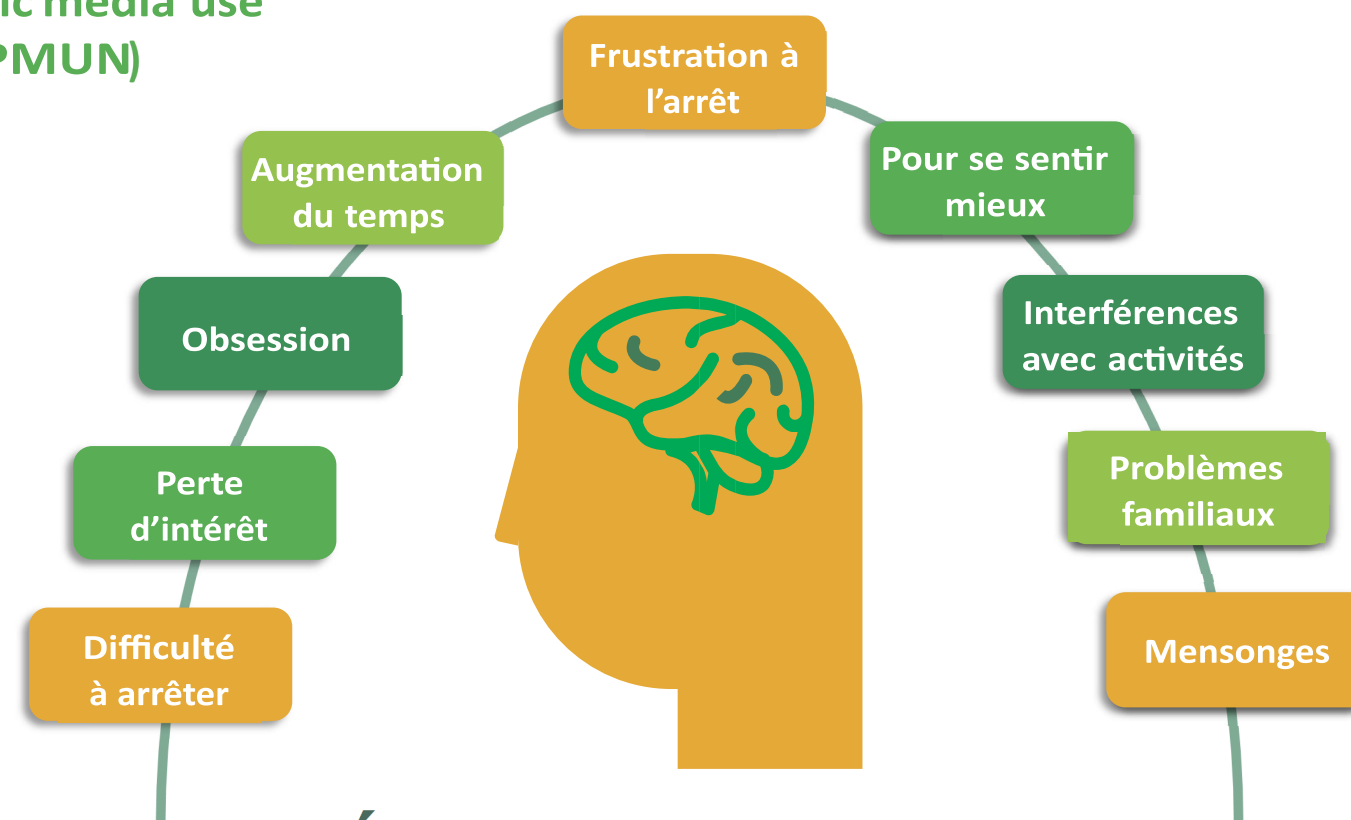 media use
PMUN)
Frustration à
l’arrêt
Augmentation
du temps
Pour se sentir
mieux
Obsession
Interférences
avec activités
Perte
d’intérêt
Problèmes
familiaux
Difficulté
à arrêter
Mensonges